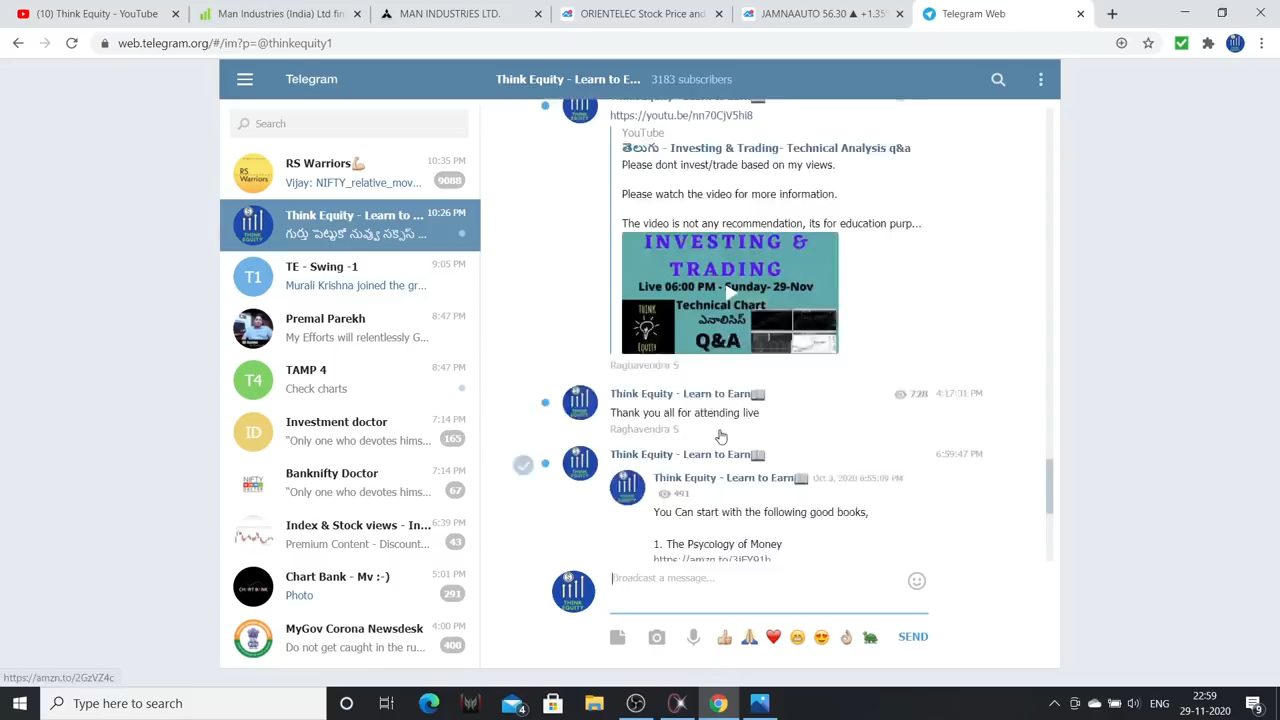 (30) YouTube
Man Industries (India) Ltd fin
MAN INDUSTRIES LTD.
ORIENTELEC Stock Price and
JAMNAAUTO 56.30 ▲ +1.35%
Telegram Web
web.telegram.org/#/im?p=@thinkequity1
Telegram
Think Equity - Learn to E... 3183 subscribers
Search
RS Warriors💪🏼 10:35 PM
Vijay: NIFTY_relative_mov... 9088
Think Equity - Learn to ... 10:26 PM
గుర్తు పెట్టుకో నువ్వు సక్సెస్ ...
TE - Swing -1 9:05 PM
T1
Murali Krishna joined the gr...
Premal Parekh 8:47 PM
My Efforts will relentlessly G...
TAMP 4 8:47 PM
T4
Check charts
Investment doctor 7:14 PM
ID
"Only one who devotes hims... 165
Banknifty Doctor 7:14 PM
NIFTY
"Only one who devotes hims... 67
Index & Stock views - In... 6:39 PM
Premium Content - Discount... 43
Chart Bank - Mv :-) 5:01 PM
CHART BANK
Photo 291
MyGov Corona Newsdesk 4:00 PM
Do not get caught in the ru... 400
https://youtu.be/nn70CjV5hl8
YouTube
తెలుగు - Investing & Trading- Technical Analysis q&a
Please dont invest/trade based on my views.
Please watch the video for more information.
The video is not any recommendation, its for education purp...
INVESTING &
TRADING
Live 06:00 PM - Sunday- 29-Nov
Technical Chart
THINK
EQUITY
ఎనాలిసిస్
Q&A
Raghavendra S
Think Equity - Learn to Earn📖 728 4:17:31 PM
Thank you all for attending live
Raghavendra S
Think Equity - Learn to Earn📖 6:59:47 PM
Think Equity - Learn to Earn📖 Oct 3, 2020 6:55:09 PM
491
You Can start with the following good books,
1. The Psycology of Money
https://amzn.to/3jFY91b
Broadcast a message...
SEND
https://amzn.to/2GzVZ4c
Type here to search
4
ENG
22:59
29-11-2020
9